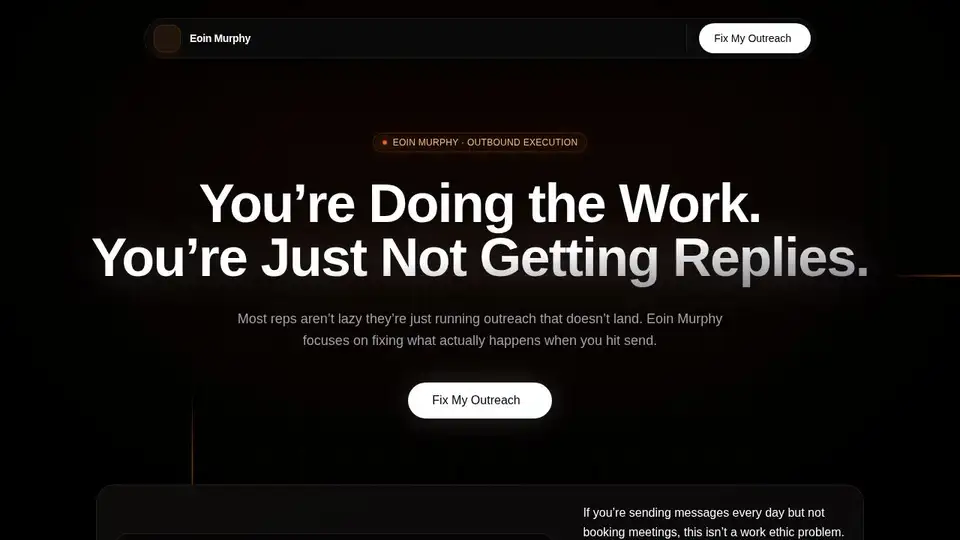 Eoin Murphy
Fix My Outreach
EOIN MURPHY · OUTBOUND EXECUTION
You’re Doing the Work.
You’re Just Not Getting Replies.
Most reps aren’t lazy they’re just running outreach that doesn’t land. Eoin Murphy
focuses on fixing what actually happens when you hit send.
Fix My Outreach
If you’re sending messages every day but not
booking meetings, this isn’t a work ethic problem.